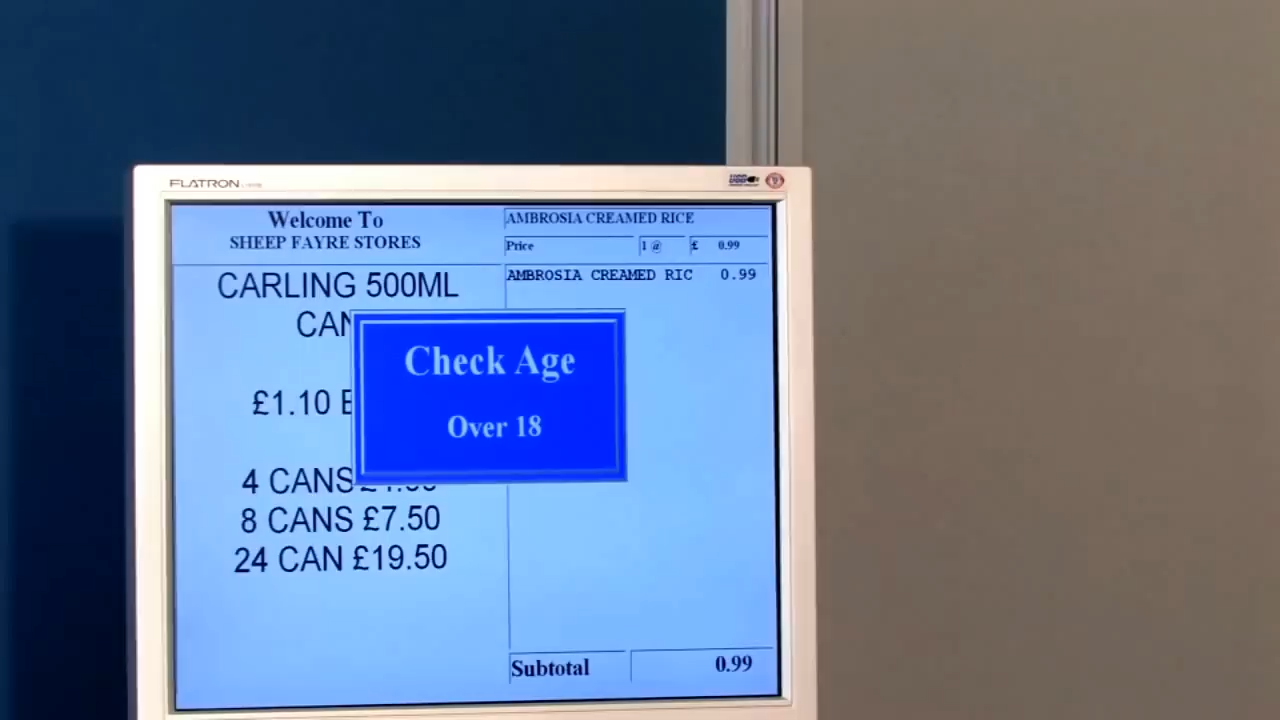 FLATRON
Welcome To
SHEEP FAYRE STORES
AMBROSIA CREAMED RICE
Price 1 @ £ 0.99
AMBROSIA CREAMED RIC 0.99
CARLING 500ML
CAN
£1.10 E
Check Age
Over 18
4 CANS
8 CANS £7.50
24 CAN £19.50
Subtotal 0.99